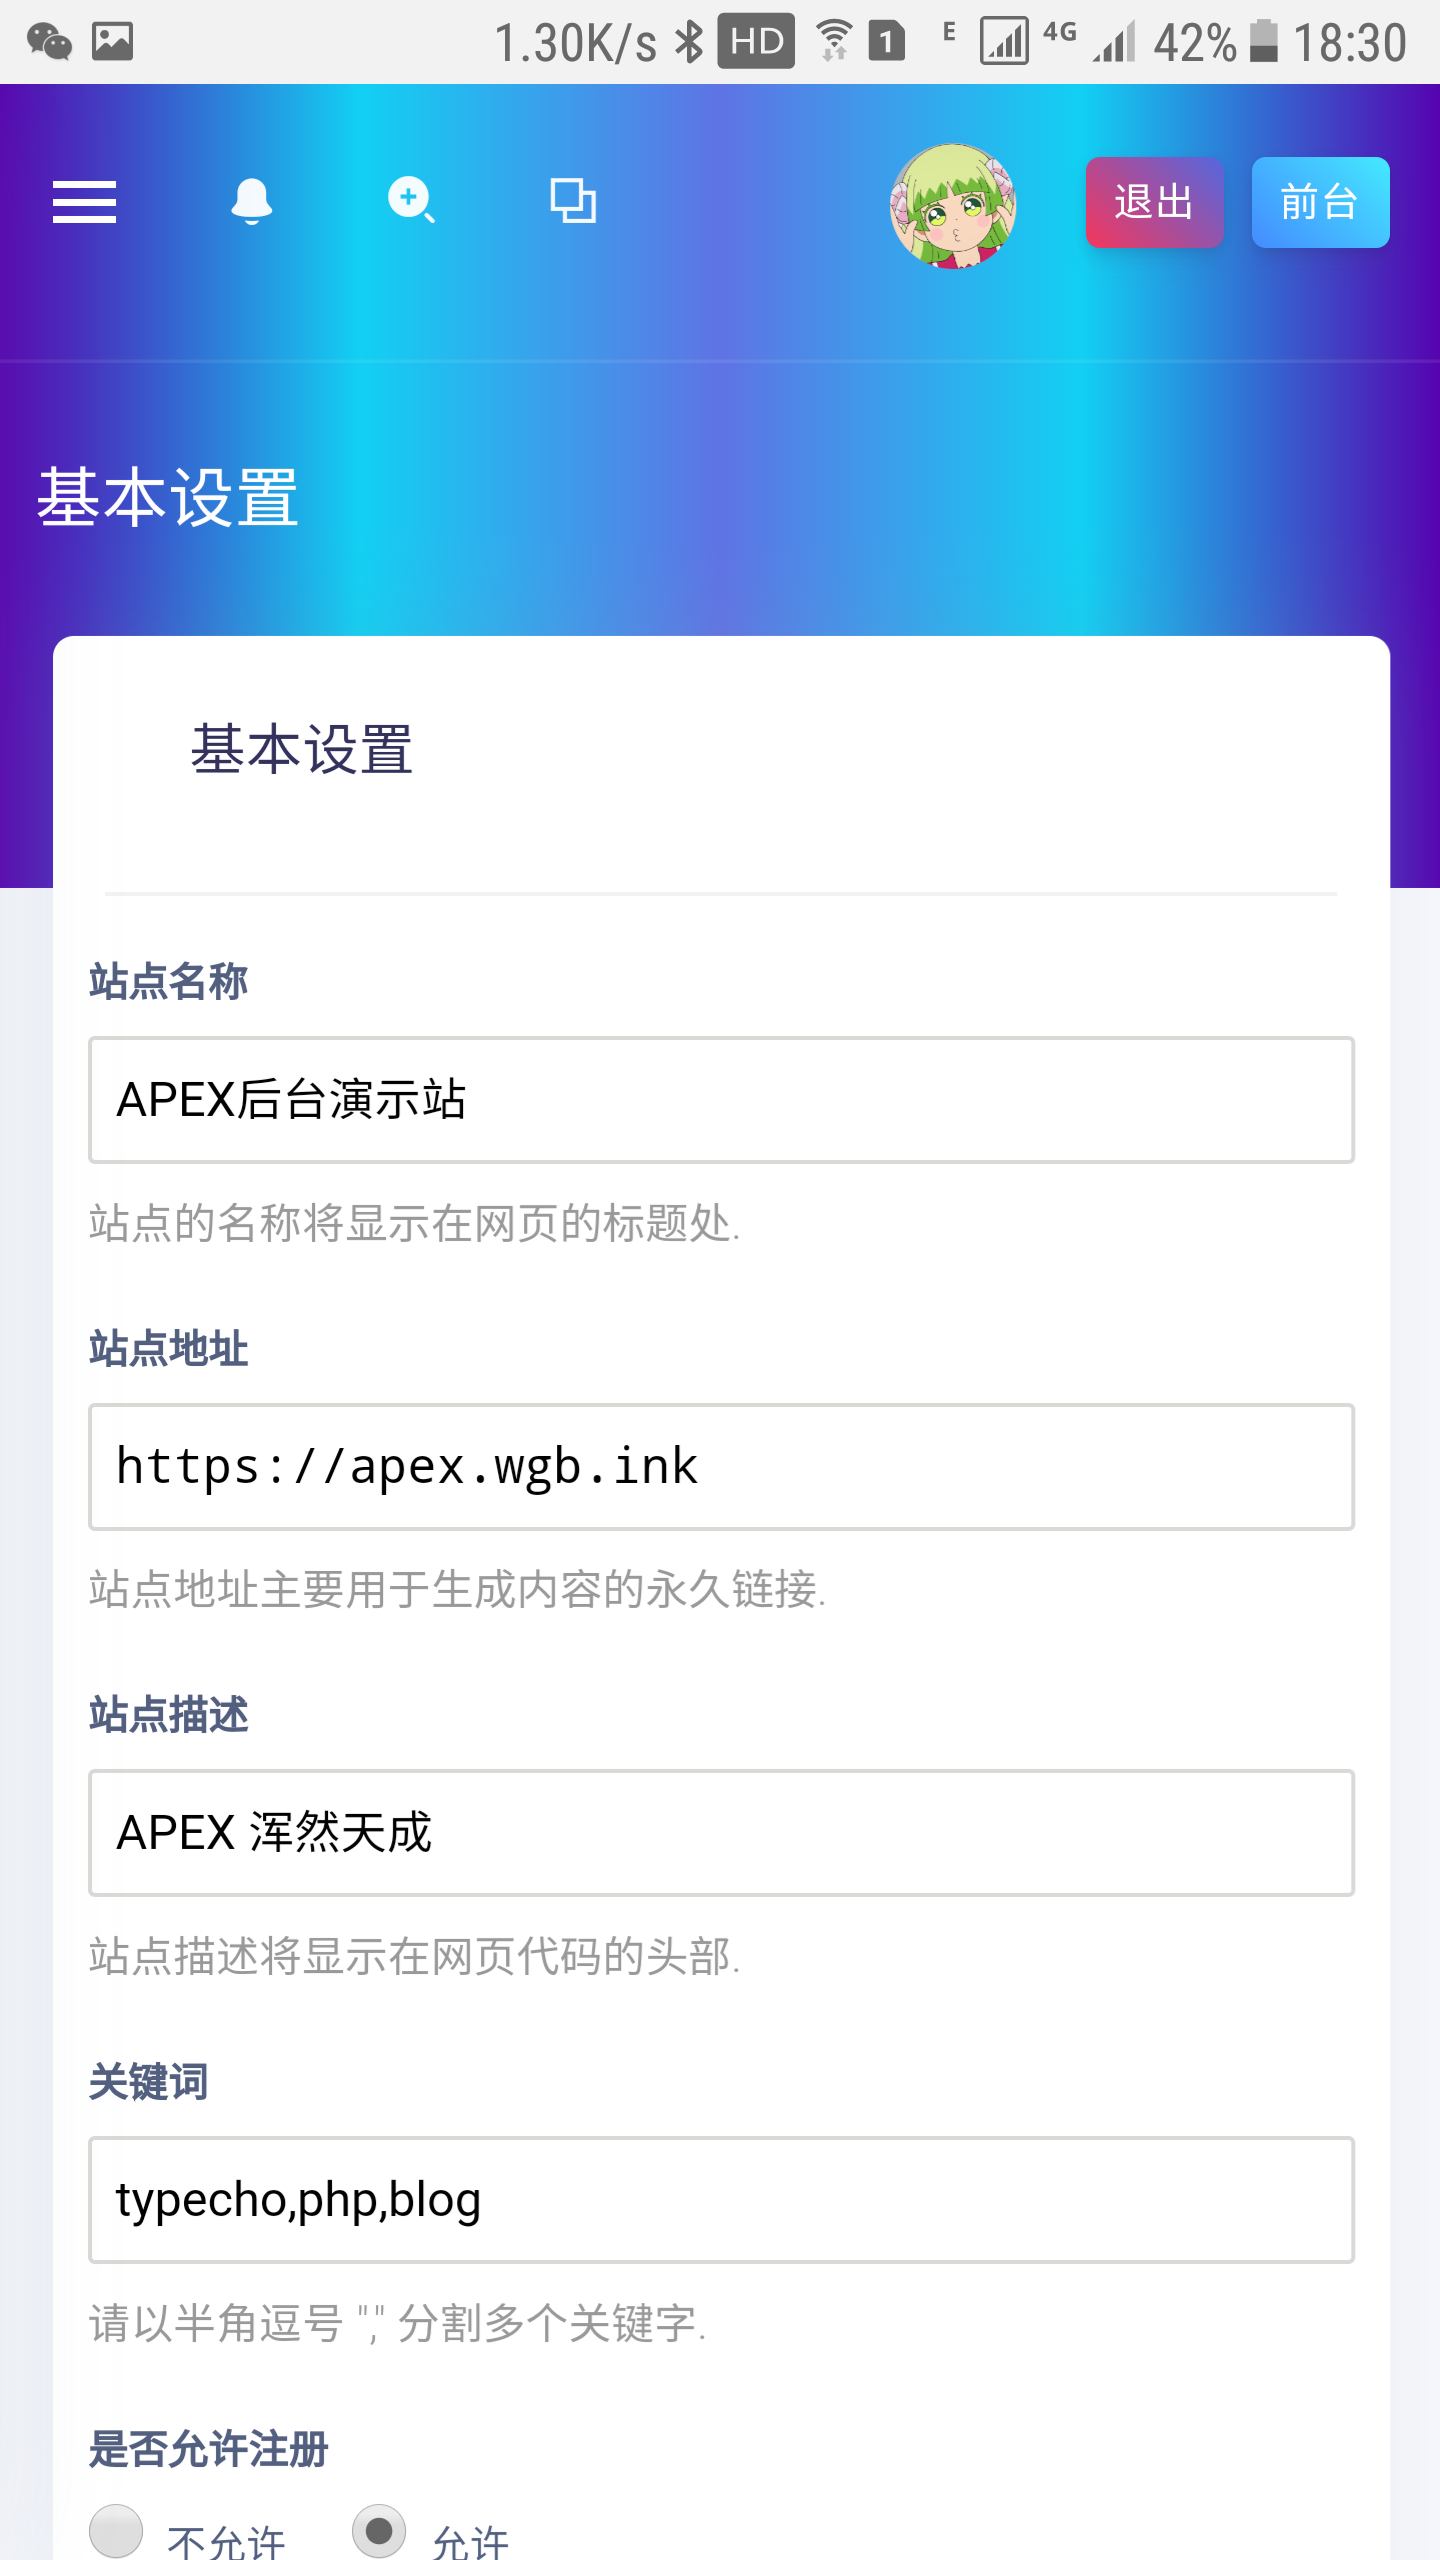 1.30K/s HD 1 E 4G 42% 18:30
退出 前台
基本设置
基本设置
站点名称
APEX后台演示站
站点的名称将显示在网页的标题处.
站点地址
https://apex.wgb.ink
站点地址主要用于生成内容的永久链接.
站点描述
APEX 浑然天成
站点描述将显示在网页代码的头部.
关键词
typecho,php,blog
请以半角逗号 "," 分割多个关键字.
是否允许注册
不允许 允许